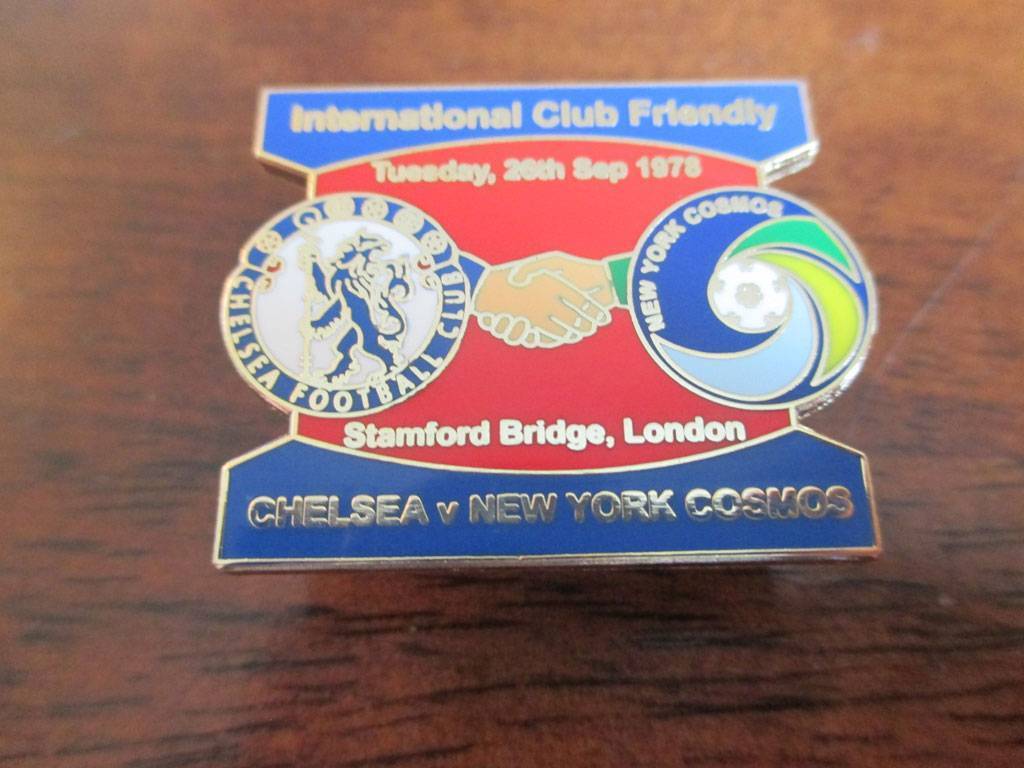 International Club Friendly
Tuesday, 26th Sep 1978
CHELSEA FOOTBALL CLUB
NEW YORK COSMOS
Stamford Bridge, London
CHELSEA v NEW YORK COSMOS